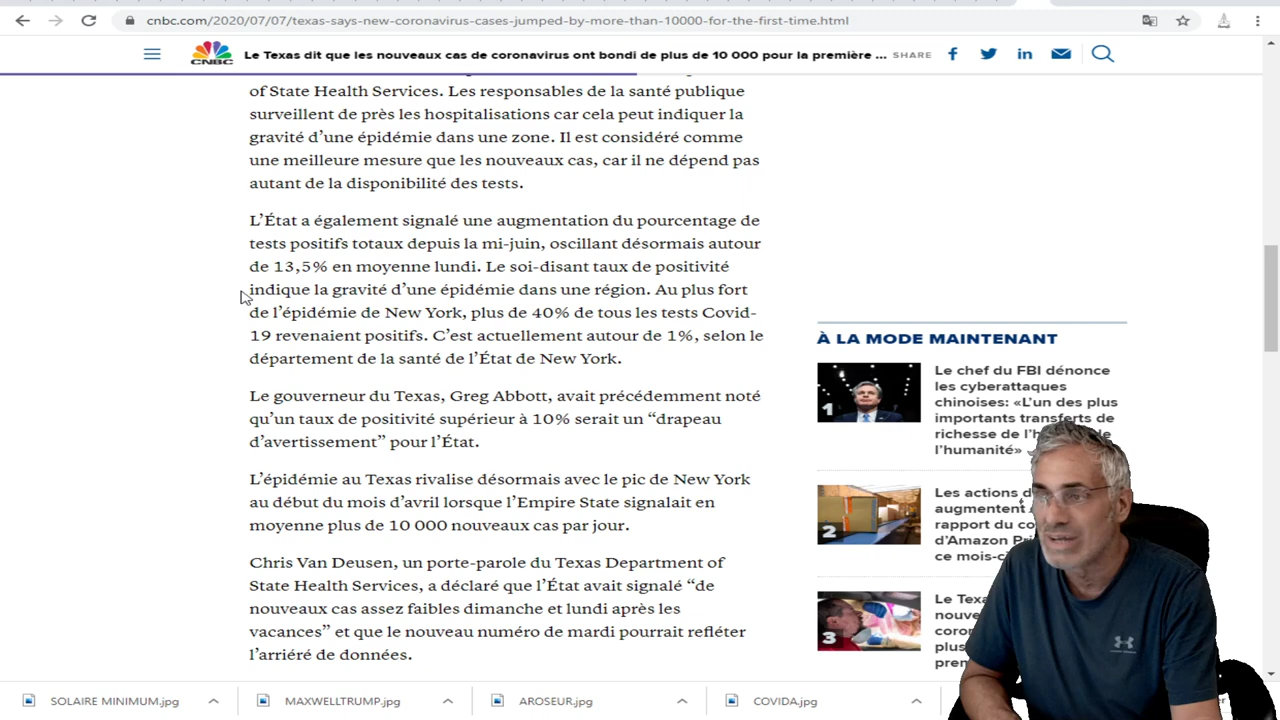 cnbc.com/2020/07/07/texas-says-new-coronavirus-cases-jumped-by-more-than-10000-for-the-first-time.html
CNBC
Le Texas dit que les nouveaux cas de coronavirus ont bondi de plus de 10 000 pour la première ...
SHARE
of State Health Services. Les responsables de la santé publique
surveillent de près les hospitalisations car cela peut indiquer la
gravité d’une épidémie dans une zone. Il est considéré comme
une meilleure mesure que les nouveaux cas, car il ne dépend pas
autant de la disponibilité des tests.
L’État a également signalé une augmentation du pourcentage de
tests positifs totaux depuis la mi-juin, oscillant désormais autour
de 13,5% en moyenne lundi. Le soi-disant taux de positivité
indique la gravité d’une épidémie dans une région. Au plus fort
de l’épidémie de New York, plus de 40% de tous les tests Covid-
19 revenaient positifs. C’est actuellement autour de 1%, selon le
département de la santé de l’État de New York.
Le gouverneur du Texas, Greg Abbott, avait précédemment noté
qu’un taux de positivité supérieur à 10% serait un “drapeau
d’avertissement” pour l’État.
L’épidémie au Texas rivalise désormais avec le pic de New York
au début du mois d’avril lorsque l’Empire State signalait en
moyenne plus de 10 000 nouveaux cas par jour.
Chris Van Deusen, un porte-parole du Texas Department of
State Health Services, a déclaré que l’État avait signalé “de
nouveaux cas assez faibles dimanche et lundi après les
vacances” et que le nouveau numéro de mardi pourrait refléter
l’arriéré de données.
À LA MODE MAINTENANT
1
Le chef du FBI dénonce
les cyberattaques
chinoises: «L’un des plus
importants transferts de
richesse de
l’humanité»
2
Les actions
augmentent
rapport du
d’Amazon
ce
3
Le
SOLAIRE MINIMUM.jpg
MAXWELLTRUMP.jpg
AROSEUR.jpg
COVIDA.jpg